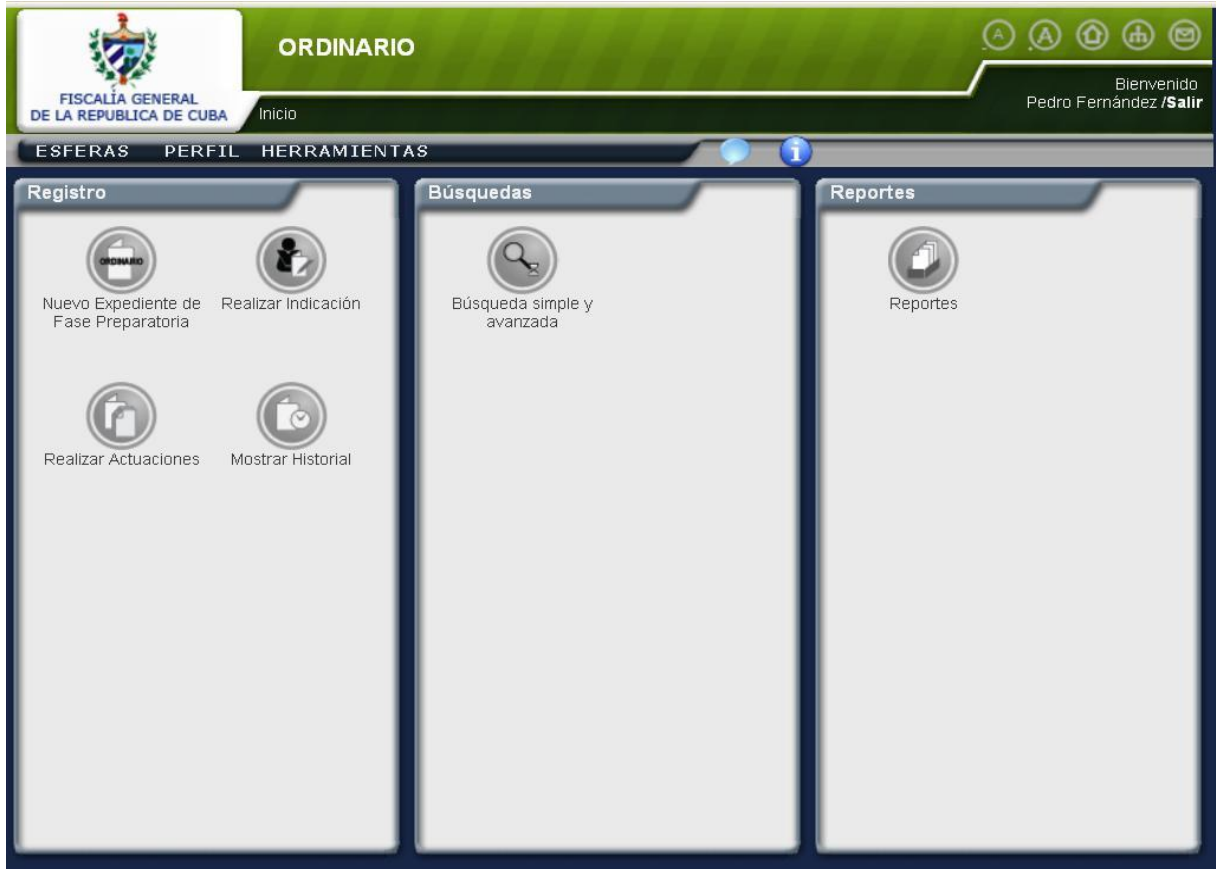 ORDINARIO
A A
Bienvenido
Pedro Fernández /Salir
FISCALÍA GENERAL
DE LA REPUBLICA DE CUBA
Inicio
ESFERAS PERFIL HERRAMIENTAS
i
Registro
ORDINARIO
Nuevo Expediente de
Fase Preparatoria
Realizar Indicación
Realizar Actuaciones
Mostrar Historial
Búsquedas
Búsqueda simple y
avanzada
Reportes
Reportes